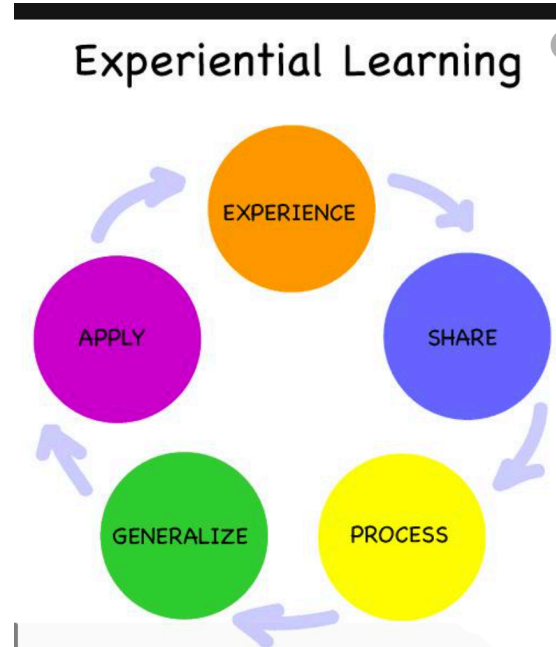 Experiential Learning
EXPERIENCE
SHARE
PROCESS
GENERALIZE
APPLY